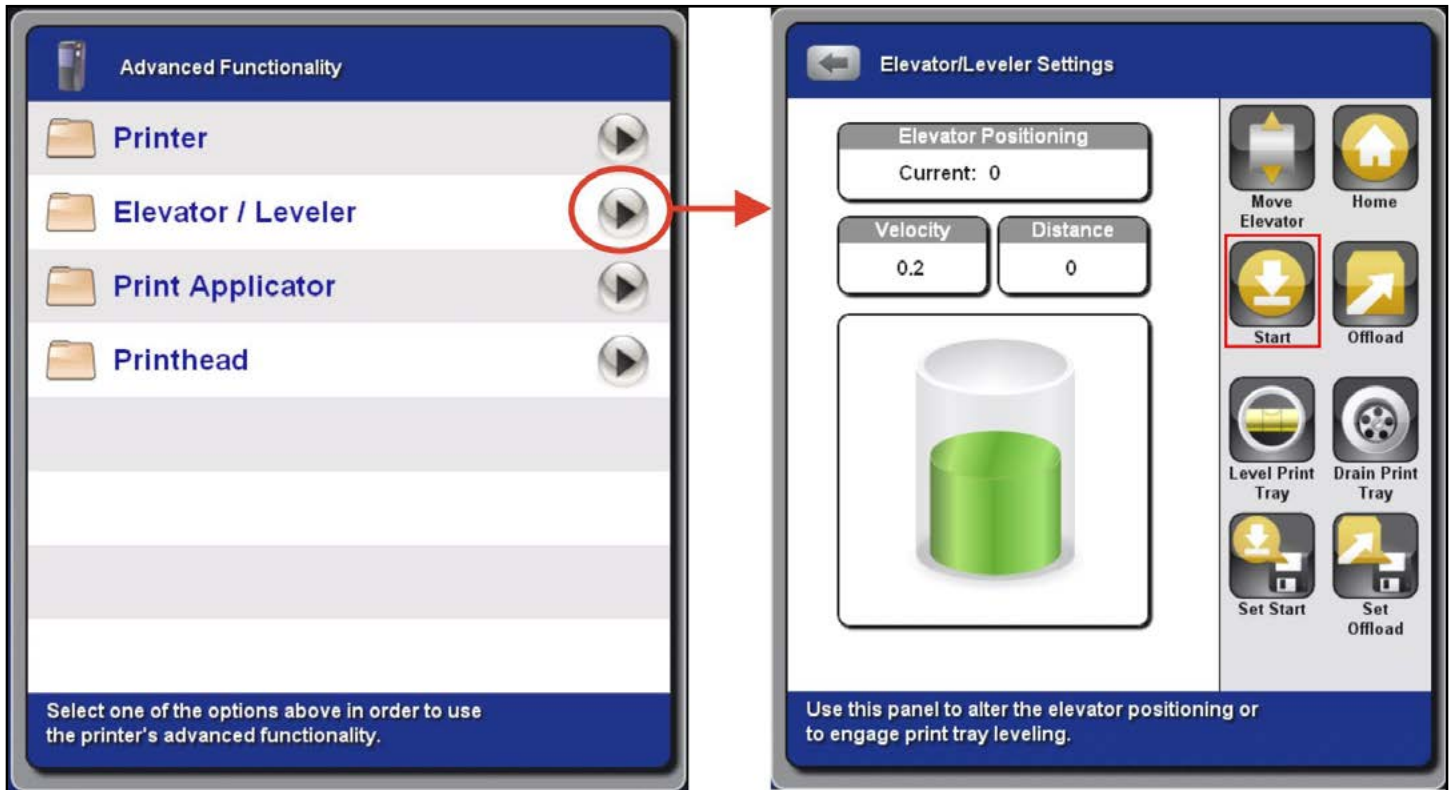 Advanced Functionality
Printer
Elevator / Leveler
Print Applicator
Printhead
Select one of the options above in order to use
the printer's advanced functionality.
Elevator/Leveler Settings
Elevator Positioning
Current: 0
Velocity
Distance
0.2
0
Move
Elevator
Home
Start
Offload
Level Print
Tray
Drain Print
Tray
Set Start
Set
Offload
Use this panel to alter the elevator positioning or
to engage print tray leveling.